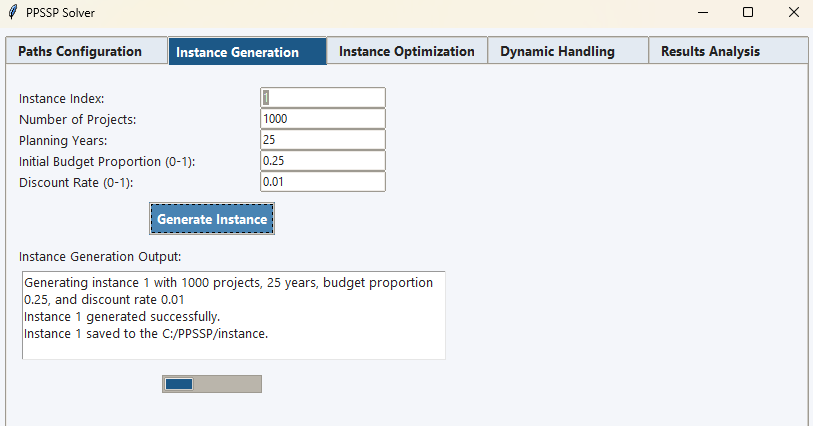 PPSSP Solver
Paths Configuration
Instance Generation
Instance Optimization
Dynamic Handling
Results Analysis
Instance Index: 1
Number of Projects: 1000
Planning Years: 25
Initial Budget Proportion (0-1): 0.25
Discount Rate (0-1): 0.01
Generate Instance
Instance Generation Output:
Generating instance 1 with 1000 projects, 25 years, budget proportion
0.25, and discount rate 0.01
Instance 1 generated successfully.
Instance 1 saved to the C:/PPSSP/instance.